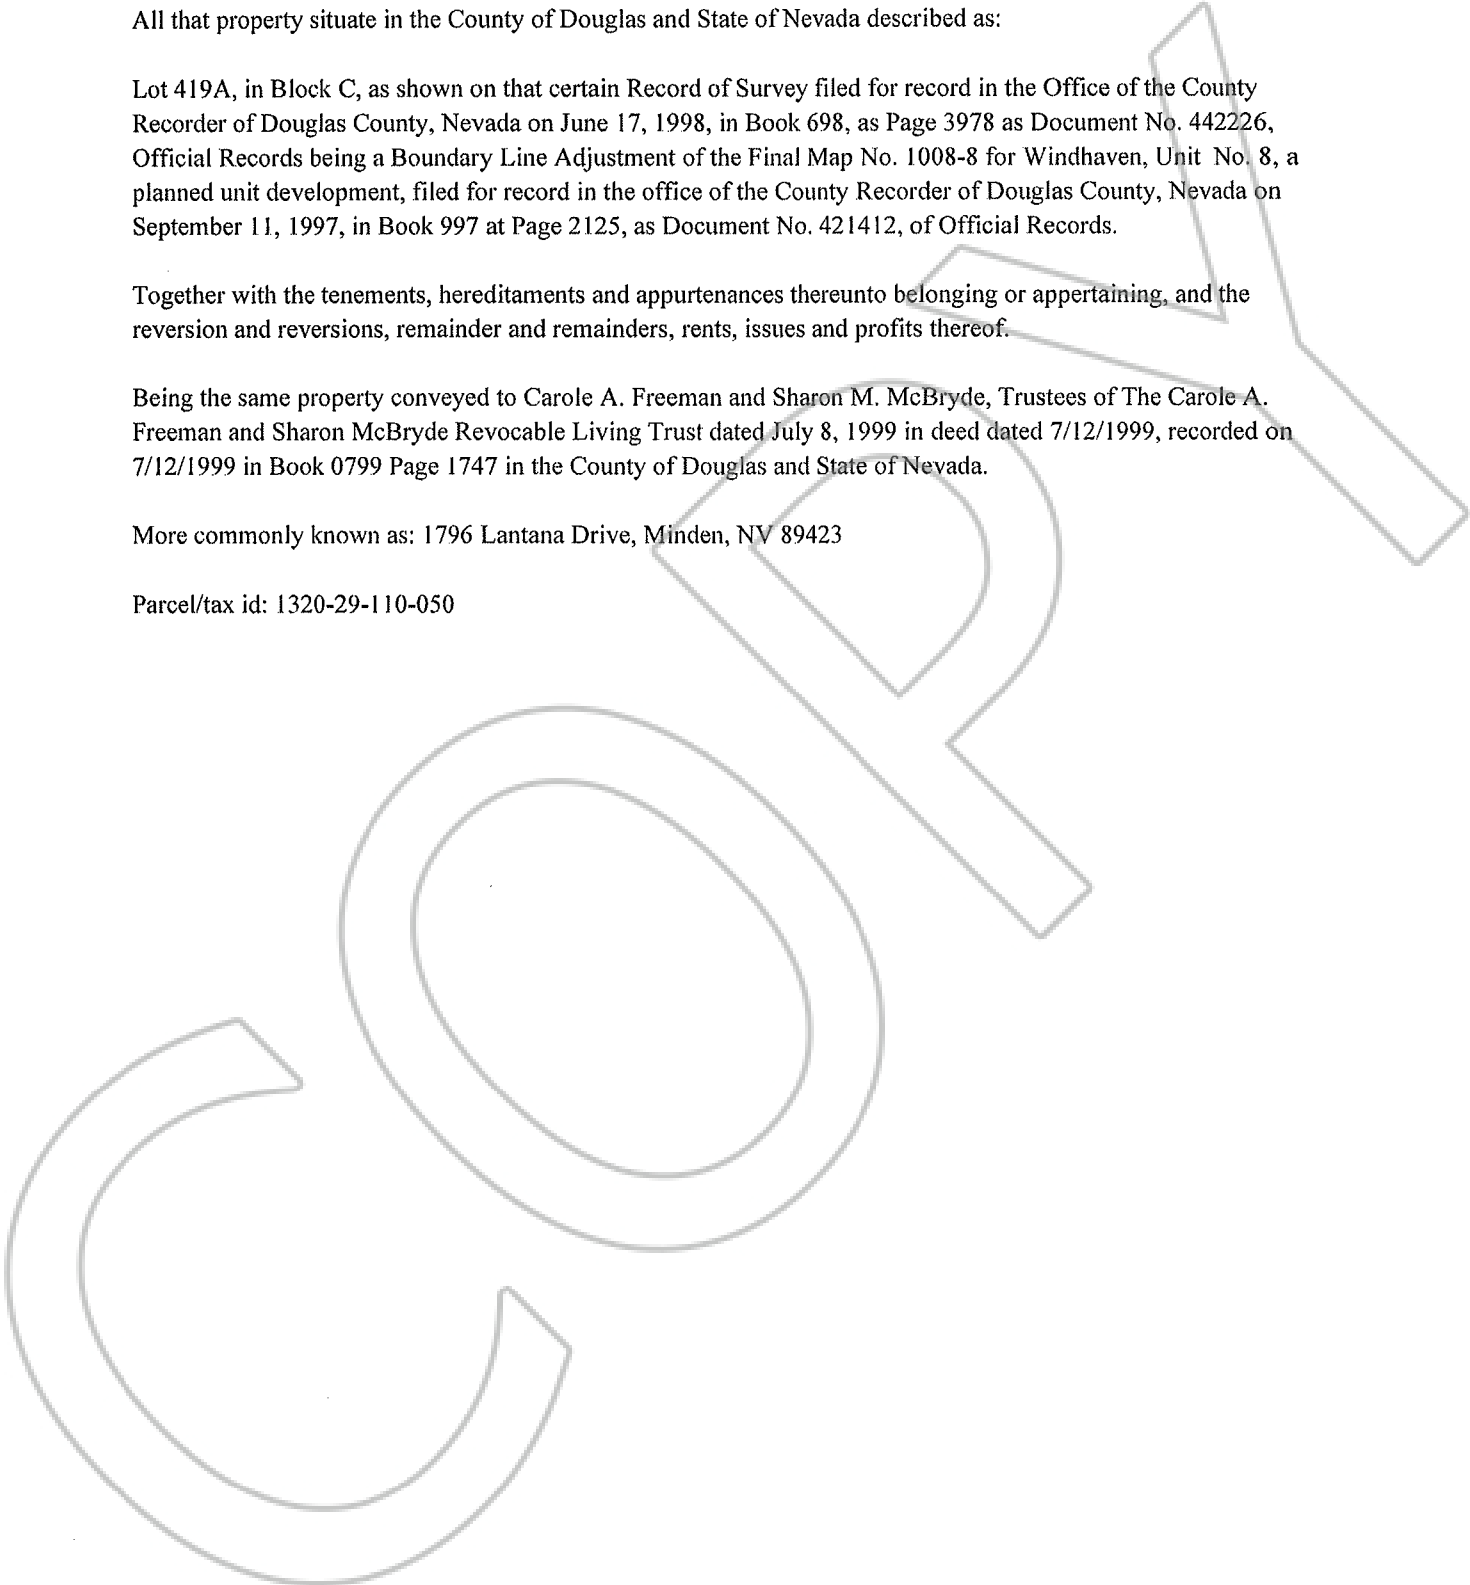 All that property situate in the County of Douglas and State of Nevada described as:
Lot 419A, in Block C, as shown on that certain Record of Survey filed for record in the Office of the County
Recorder of Douglas County, Nevada on June 17, 1998, in Book 698, as Page 3978 as Document No. 442226,
Official Records being a Boundary Line Adjustment of the Final Map No. 1008-8 for Windhaven, Unit No. 8, a
planned unit development, filed for record in the office of the County Recorder of Douglas County, Nevada on
September 11, 1997, in Book 997 at Page 2125, as Document No. 421412, of Official Records.
Together with the tenements, hereditaments and appurtenances thereunto belonging or appertaining, and the
reversion and reversions, remainder and remainders, rents, issues and profits thereof.
Being the same property conveyed to Carole A. Freeman and Sharon M. McBryde, Trustees of The Carole A.
Freeman and Sharon McBryde Revocable Living Trust dated July 8, 1999 in deed dated 7/12/1999, recorded on
7/12/1999 in Book 0799 Page 1747 in the County of Douglas and State of Nevada.
More commonly known as: 1796 Lantana Drive, Minden, NV 89423
Parcel/tax id: 1320-29-110-050
COPY